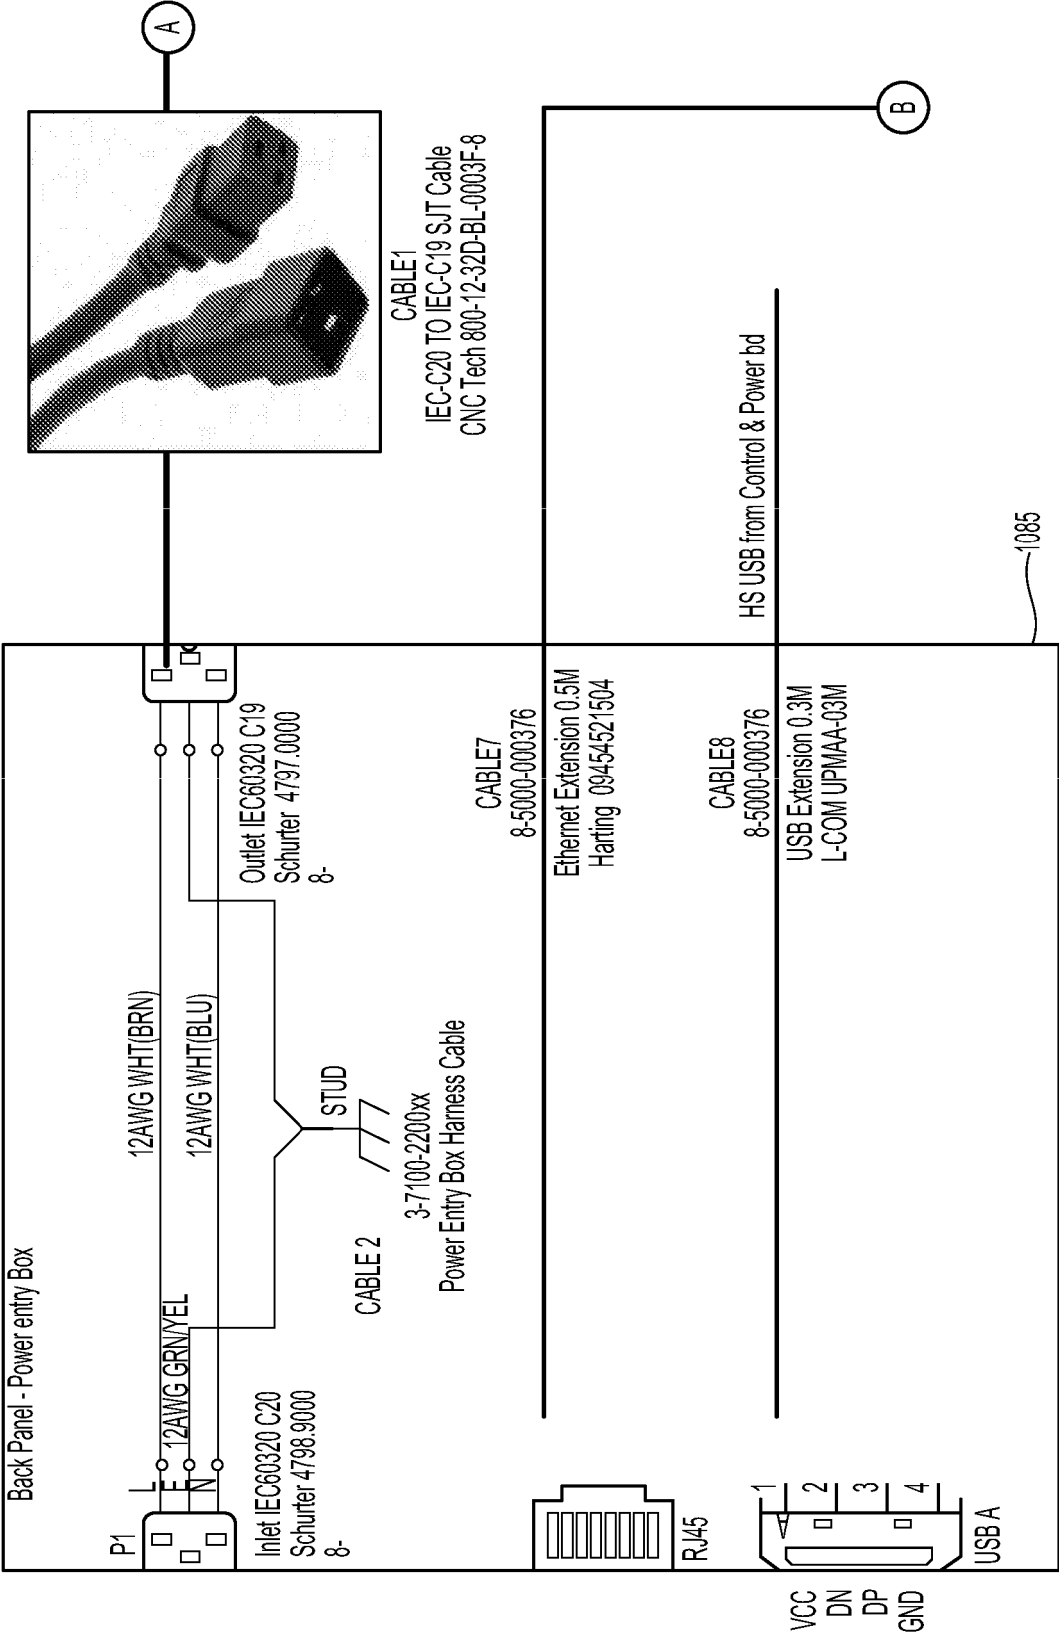 Back Panel - Power entry Box
P1
L
E
N
12AWG WHT(BRN)
12AWG GRN/YEL
12AWG WHT(BLU)
Inlet IEC60320 C20
Schurter 4798.9000
8-
Outlet IEC60320 C19
Schurter 4797.0000
8-
STUD
CABLE 2
3-7100-2200xx
Power Entry Box Harness Cable
A
CABLE1
IEC-C20 TO IEC-C19 SJT Cable
CNC Tech 800-12-32D-BL-0003F-8
CABLE7
8-5000-000376
Ethernet Extension 0.5M
Harting 09454521504
B
RJ45
CABLE8
8-5000-000376
USB Extension 0.3M
L-COM UPMAA-03M
HS USB from Control & Power bd
VCC
DN
DP
GND
1
2
3
4
USB A
1085